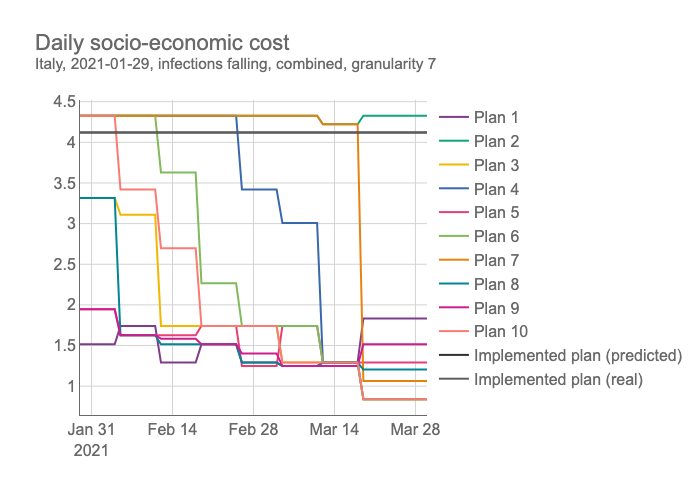 Daily socio-economic cost
Italy, 2021-01-29, infections falling, combined, granularity 7
4.5
4
3.5
3
2.5
2
1.5
1
Jan 31
2021
Feb 14
Feb 28
Mar 14
Mar 28
Plan 1
Plan 2
Plan 3
Plan 4
Plan 5
Plan 6
Plan 7
Plan 8
Plan 9
Plan 10
Implemented plan (predicted)
Implemented plan (real)